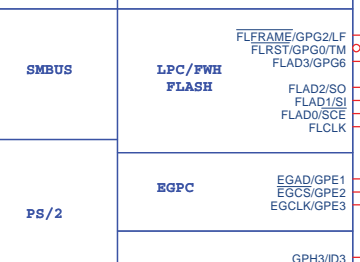 SMBUS
LPC/FWH
FLASH
FLFRAME/GPG2/LF
FLRST/GPG0/TM
FLAD3/GPG6
FLAD2/SO
FLAD1/SI
FLAD0/SCE
FLCLK
PS/2
EGPC
EGAD/GPE1
EGCS/GPE2
EGCLK/GPE3
GPH3/ID3